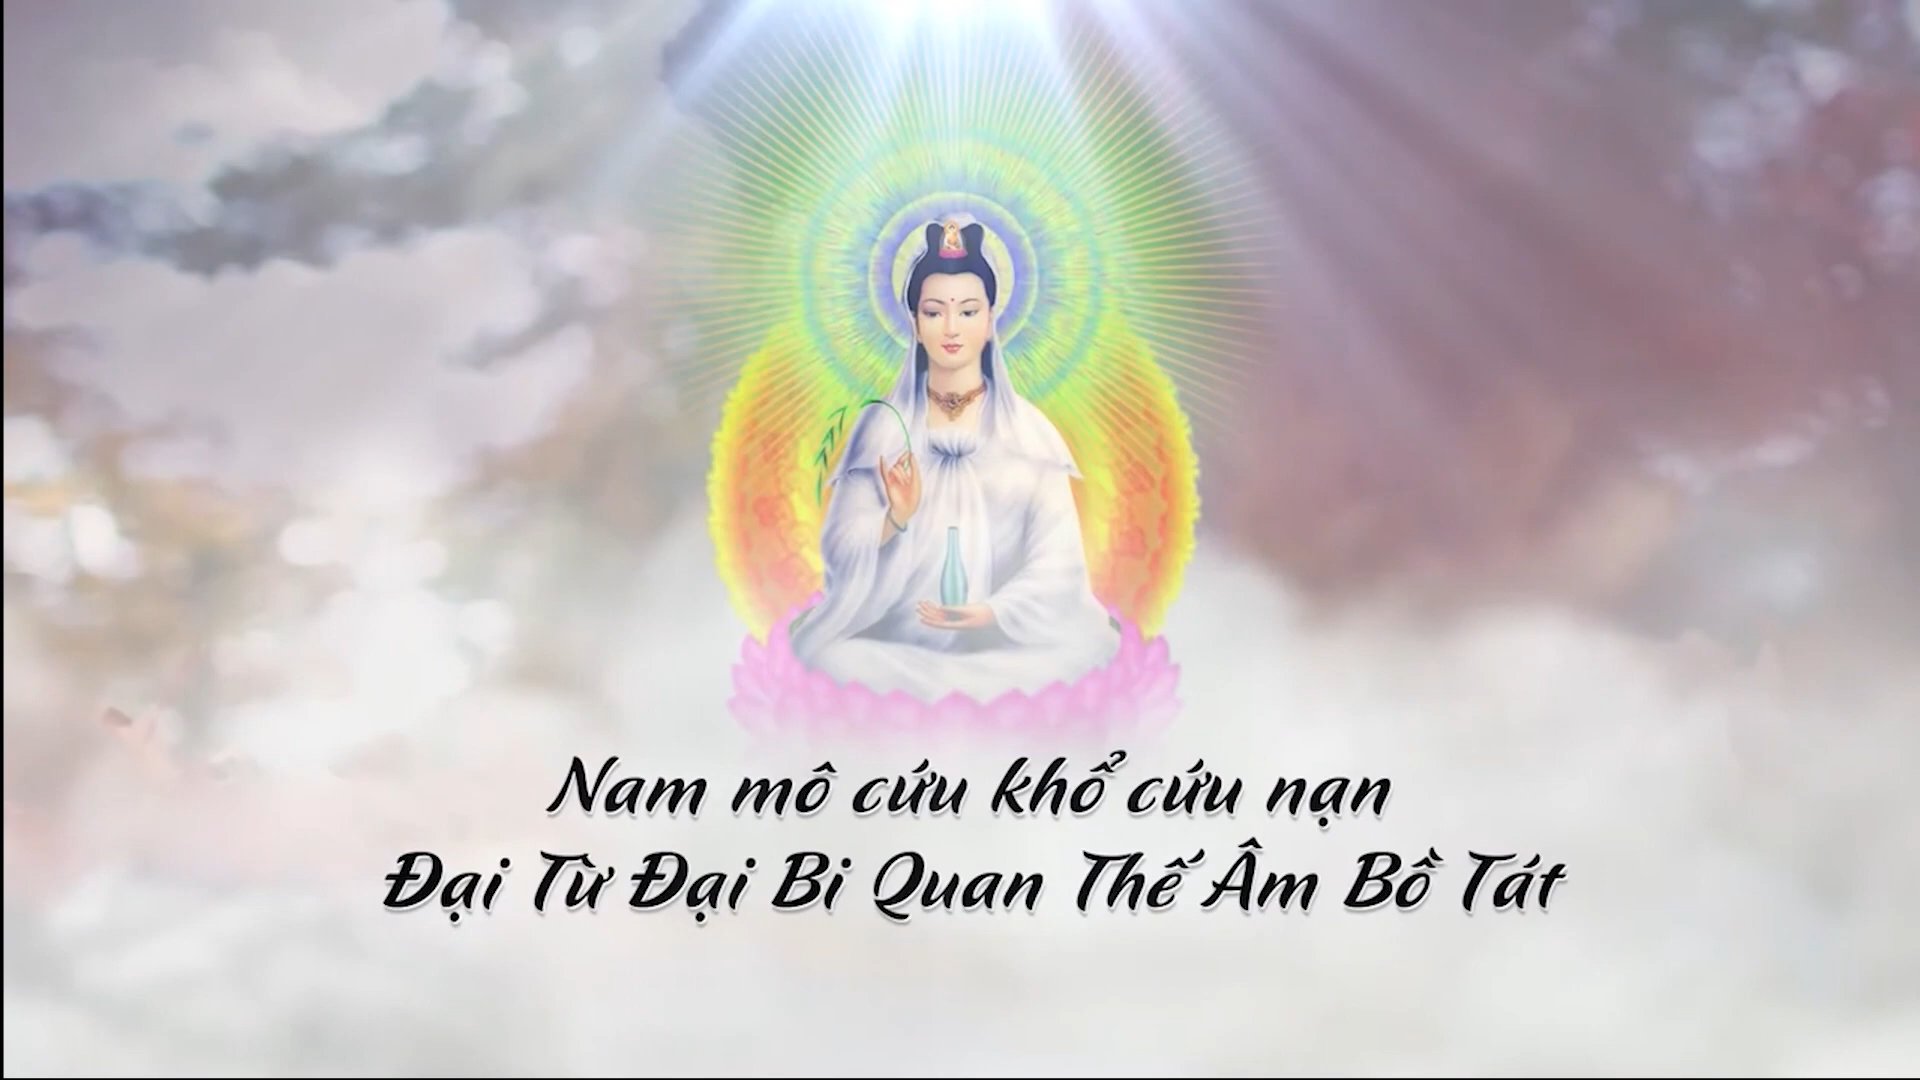 Nam mô cứu khổ cứu nạn
Đại Từ Đại Bi Quan Thế Âm Bồ Tát